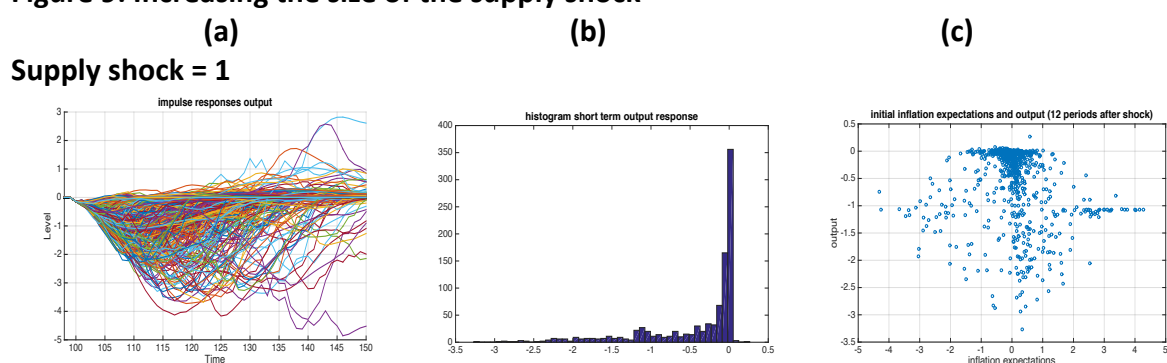 Figure 9: Increasing the size of the supply shock
(a) (b) (c)
Supply shock = 1
impulse responses output
3
2
1
0
-1
-2
-3
-4
-5
Level
100 105 110 115 120 125 130 135 140 145 150
Time
histogram short term output response
400
350
300
250
200
150
100
50
0
-3.5 -3 -2.5 -2 -1.5 -1 -0.5 0 0.5
initial inflation expectations and output (12 periods after shock)
0.5
0
-0.5
-1
-1.5
-2
-2.5
-3
-3.5
output
-5 -4 -3 -2 -1 0 1 2 3 4 5
inflation expectations